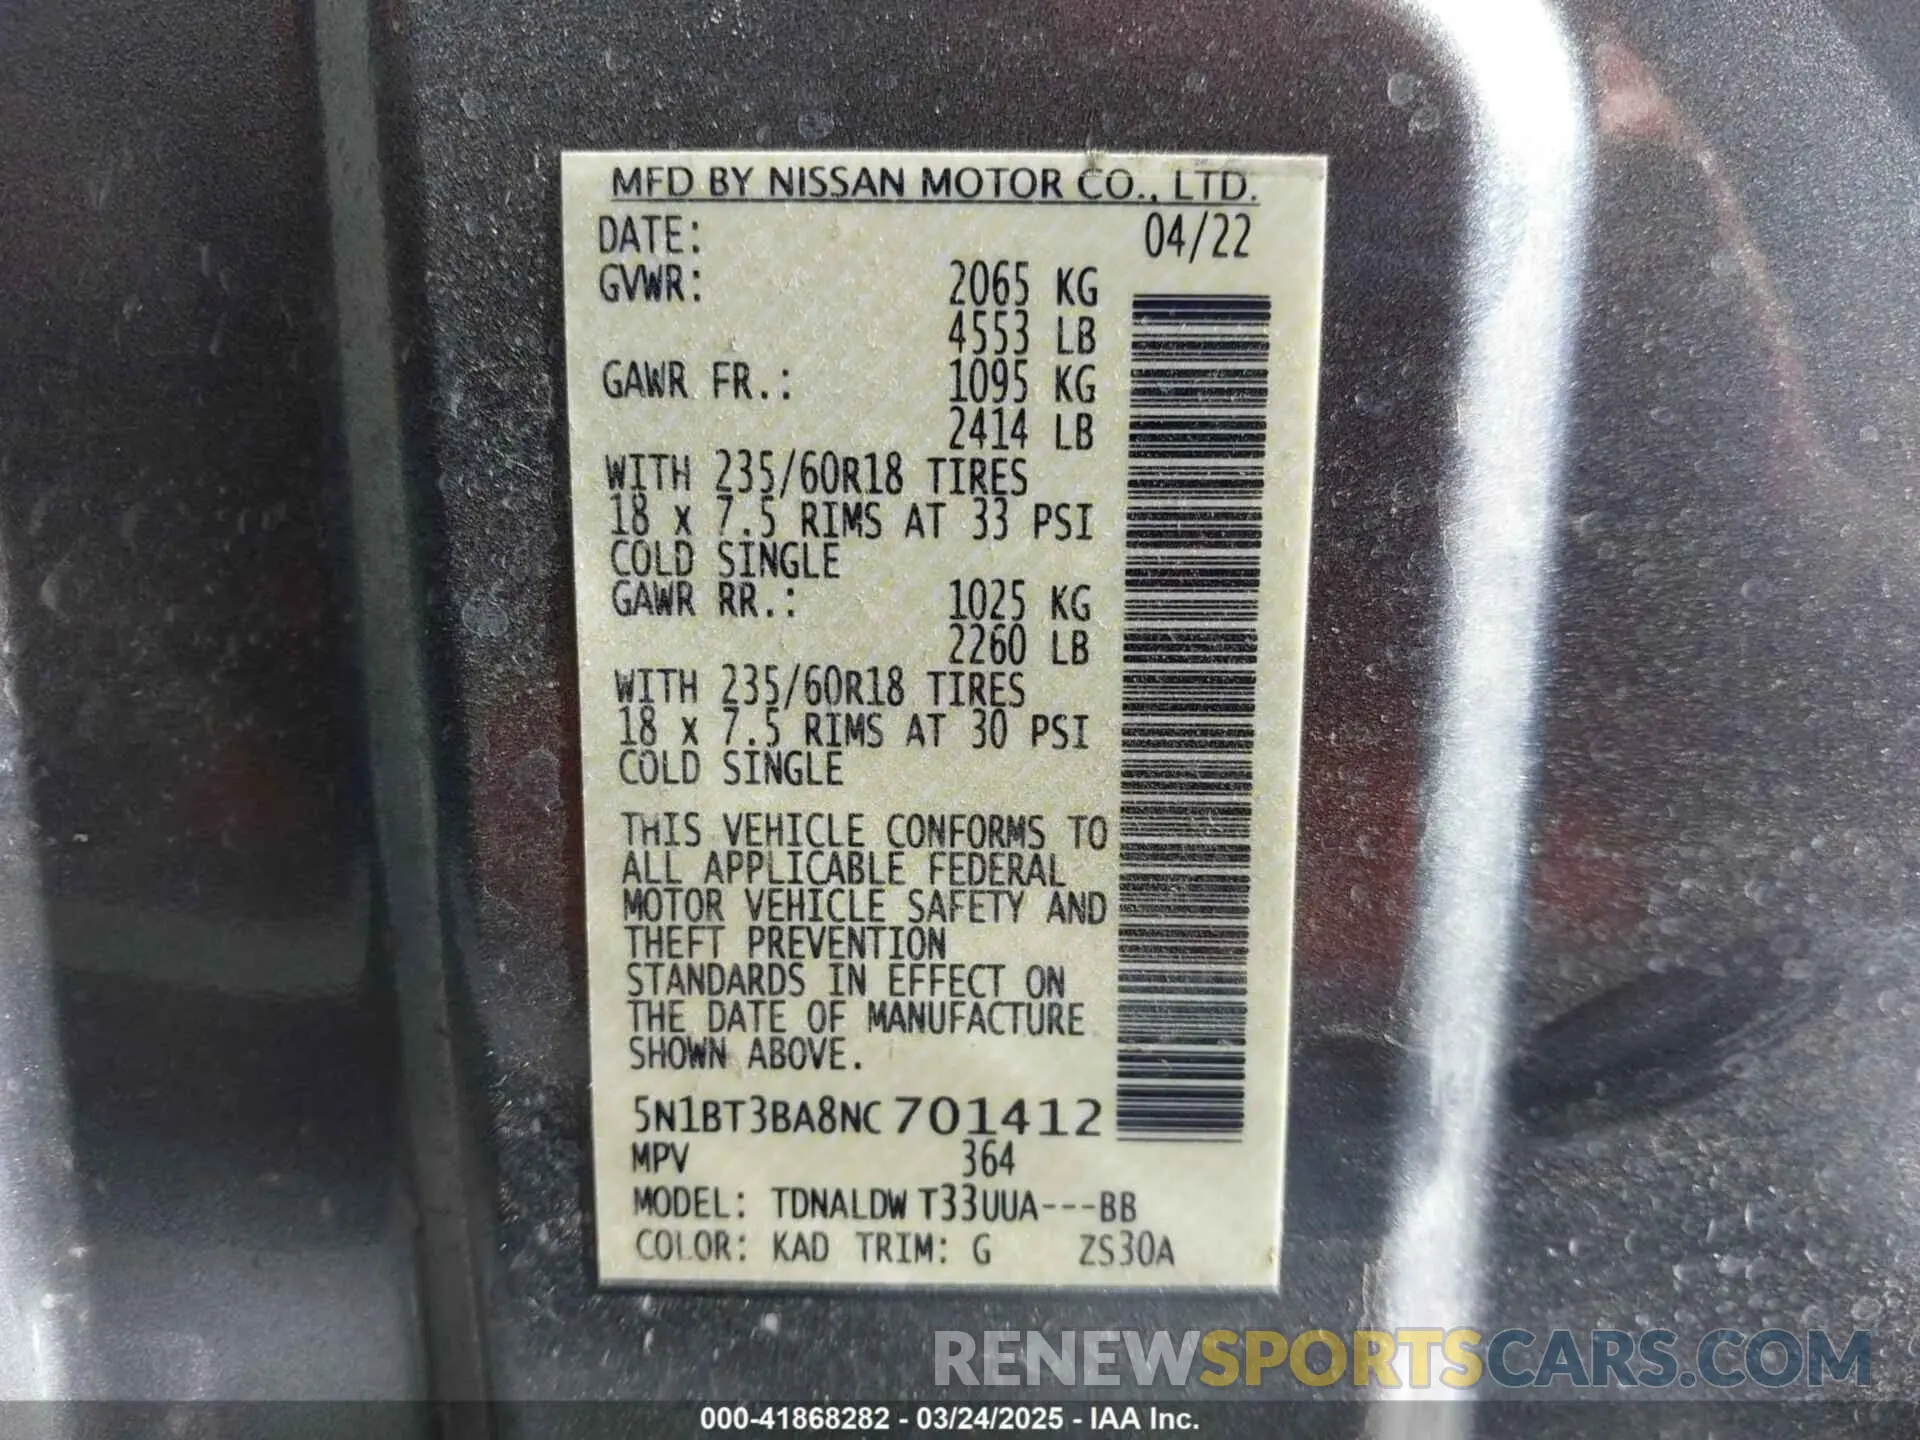 MFD BY NISSAN MOTOR CO., LTD.
DATE: 04/22
GVWR: 2065 KG
4553 LB
GAWR FR.: 1095 KG
2414 LB
WITH 235/60R18 TIRES
18 x 7.5 RIMS AT 33 PSI
COLD SINGLE
GAWR RR.: 1025 KG
2260 LB
WITH 235/60R18 TIRES
18 x 7.5 RIMS AT 30 PSI
COLD SINGLE
THIS VEHICLE CONFORMS TO
ALL APPLICABLE FEDERAL
MOTOR VEHICLE SAFETY AND
THEFT PREVENTION
STANDARDS IN EFFECT ON
THE DATE OF MANUFACTURE
SHOWN ABOVE.
5N1BT3BA8NC701412
MPV 364
MODEL: TDNALDW T33UUA---BB
COLOR: KAD TRIM: G ZS30A
RENEWSPORTSCARS.COM
000-41868282 - 03/24/2025 - IAA Inc.